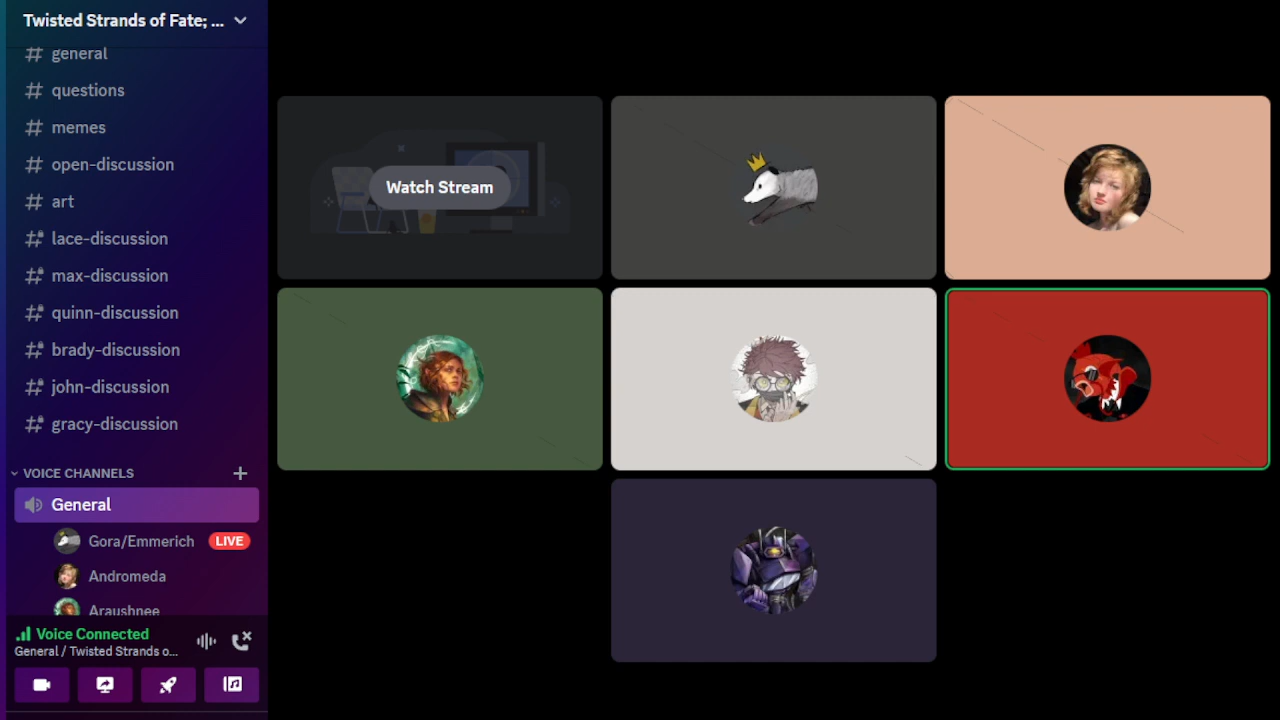 Twisted Strands of Fate; ...
general
questions
memes
open-discussion
art
lace-discussion
max-discussion
quinn-discussion
brady-discussion
john-discussion
gracy-discussion
VOICE CHANNELS
General
Gora/Emmerich LIVE
Andromeda
Araushnee
Voice Connected
General / Twisted Strands o...
Watch Stream